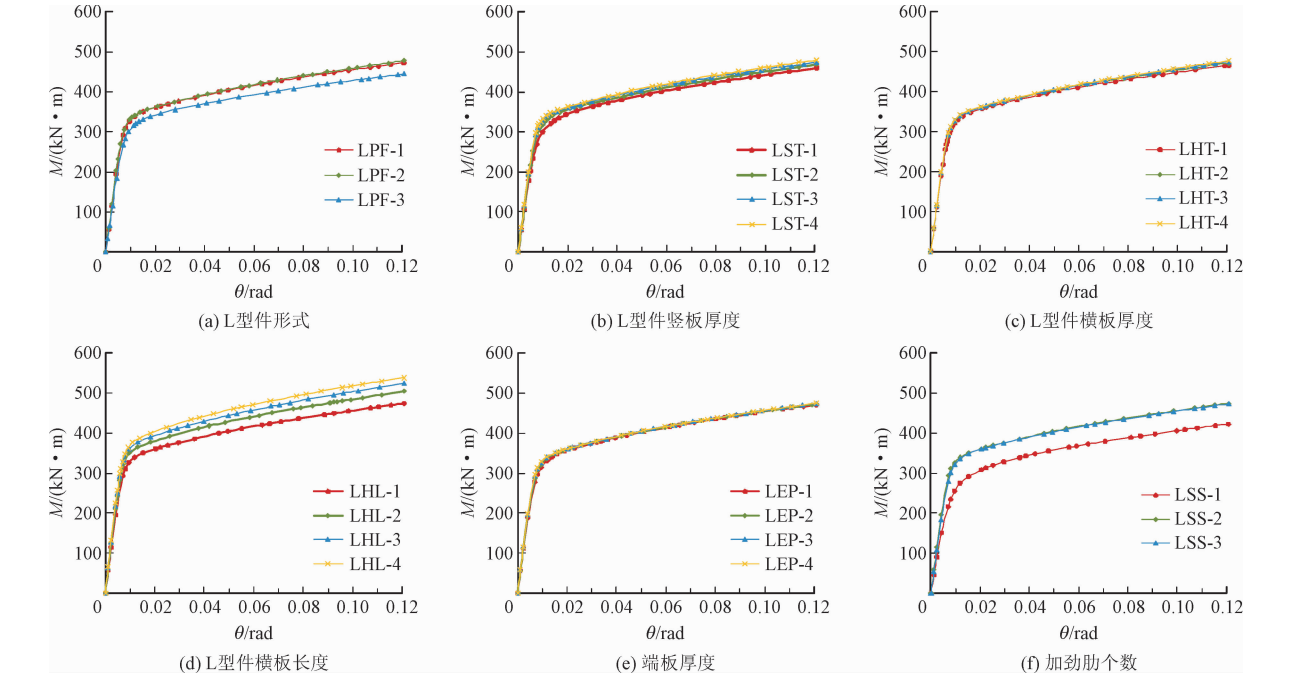 600
500
400
300
200
100
M/(kN·m)
LPF-1
LPF-2
LPF-3
0 0.02 0.04 0.06 0.08 0.10 0.12
θ/rad
(a) L型件形式
600
500
400
300
200
100
M/(kN·m)
LST-1
LST-2
LST-3
LST-4
0 0.02 0.04 0.06 0.08 0.10 0.12
θ/rad
(b) L型件竖板厚度
600
500
400
300
200
100
M/(kN·m)
LHT-1
LHT-2
LHT-3
LHT-4
0 0.02 0.04 0.06 0.08 0.10 0.12
θ/rad
(c) L型件横板厚度
600
500
400
300
200
100
M/(kN·m)
LHL-1
LHL-2
LHL-3
LHL-4
0 0.02 0.04 0.06 0.08 0.10 0.12
θ/rad
(d) L型件横板长度
600
500
400
300
200
100
M/(kN·m)
LEP-1
LEP-2
LEP-3
LEP-4
0 0.02 0.04 0.06 0.08 0.10 0.12
θ/rad
(e) 端板厚度
600
500
400
300
200
100
M/(kN·m)
LSS-1
LSS-2
LSS-3
0 0.02 0.04 0.06 0.08 0.10 0.12
θ/rad
(f) 加劲肋个数